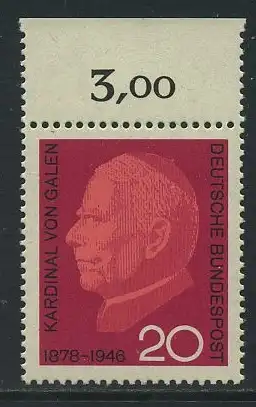 3,00
KARDINAL VON GALEN
DEUTSCHE BUNDESPOST
1878–1946
20